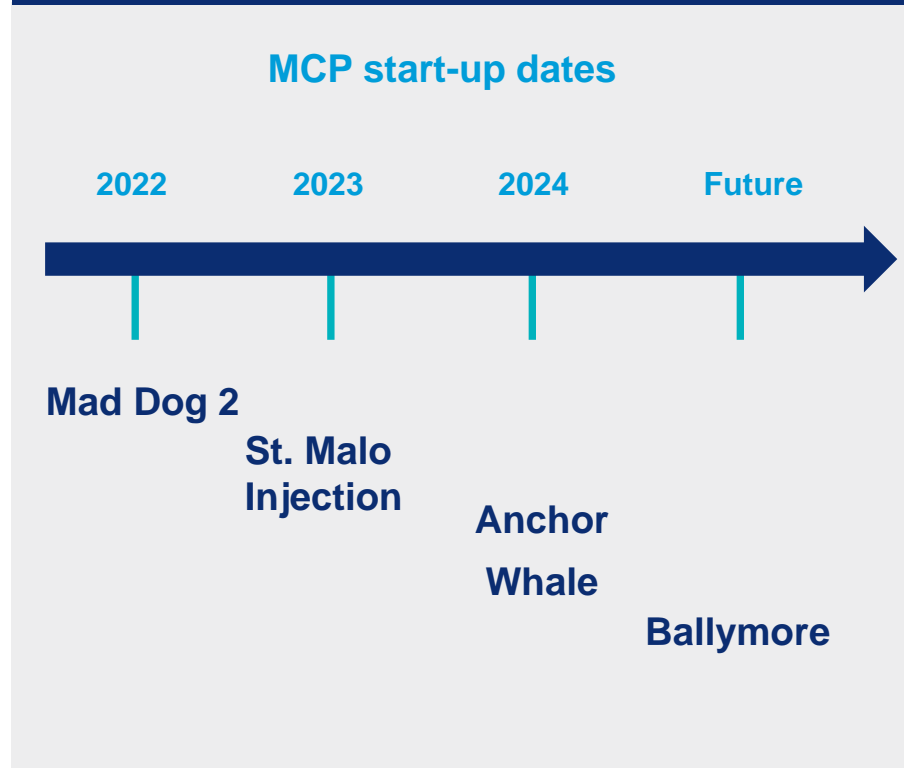 MCP start-up dates
2022 2023 2024 Future
Mad Dog 2
St. Malo
Injection
Anchor
Whale
Ballymore